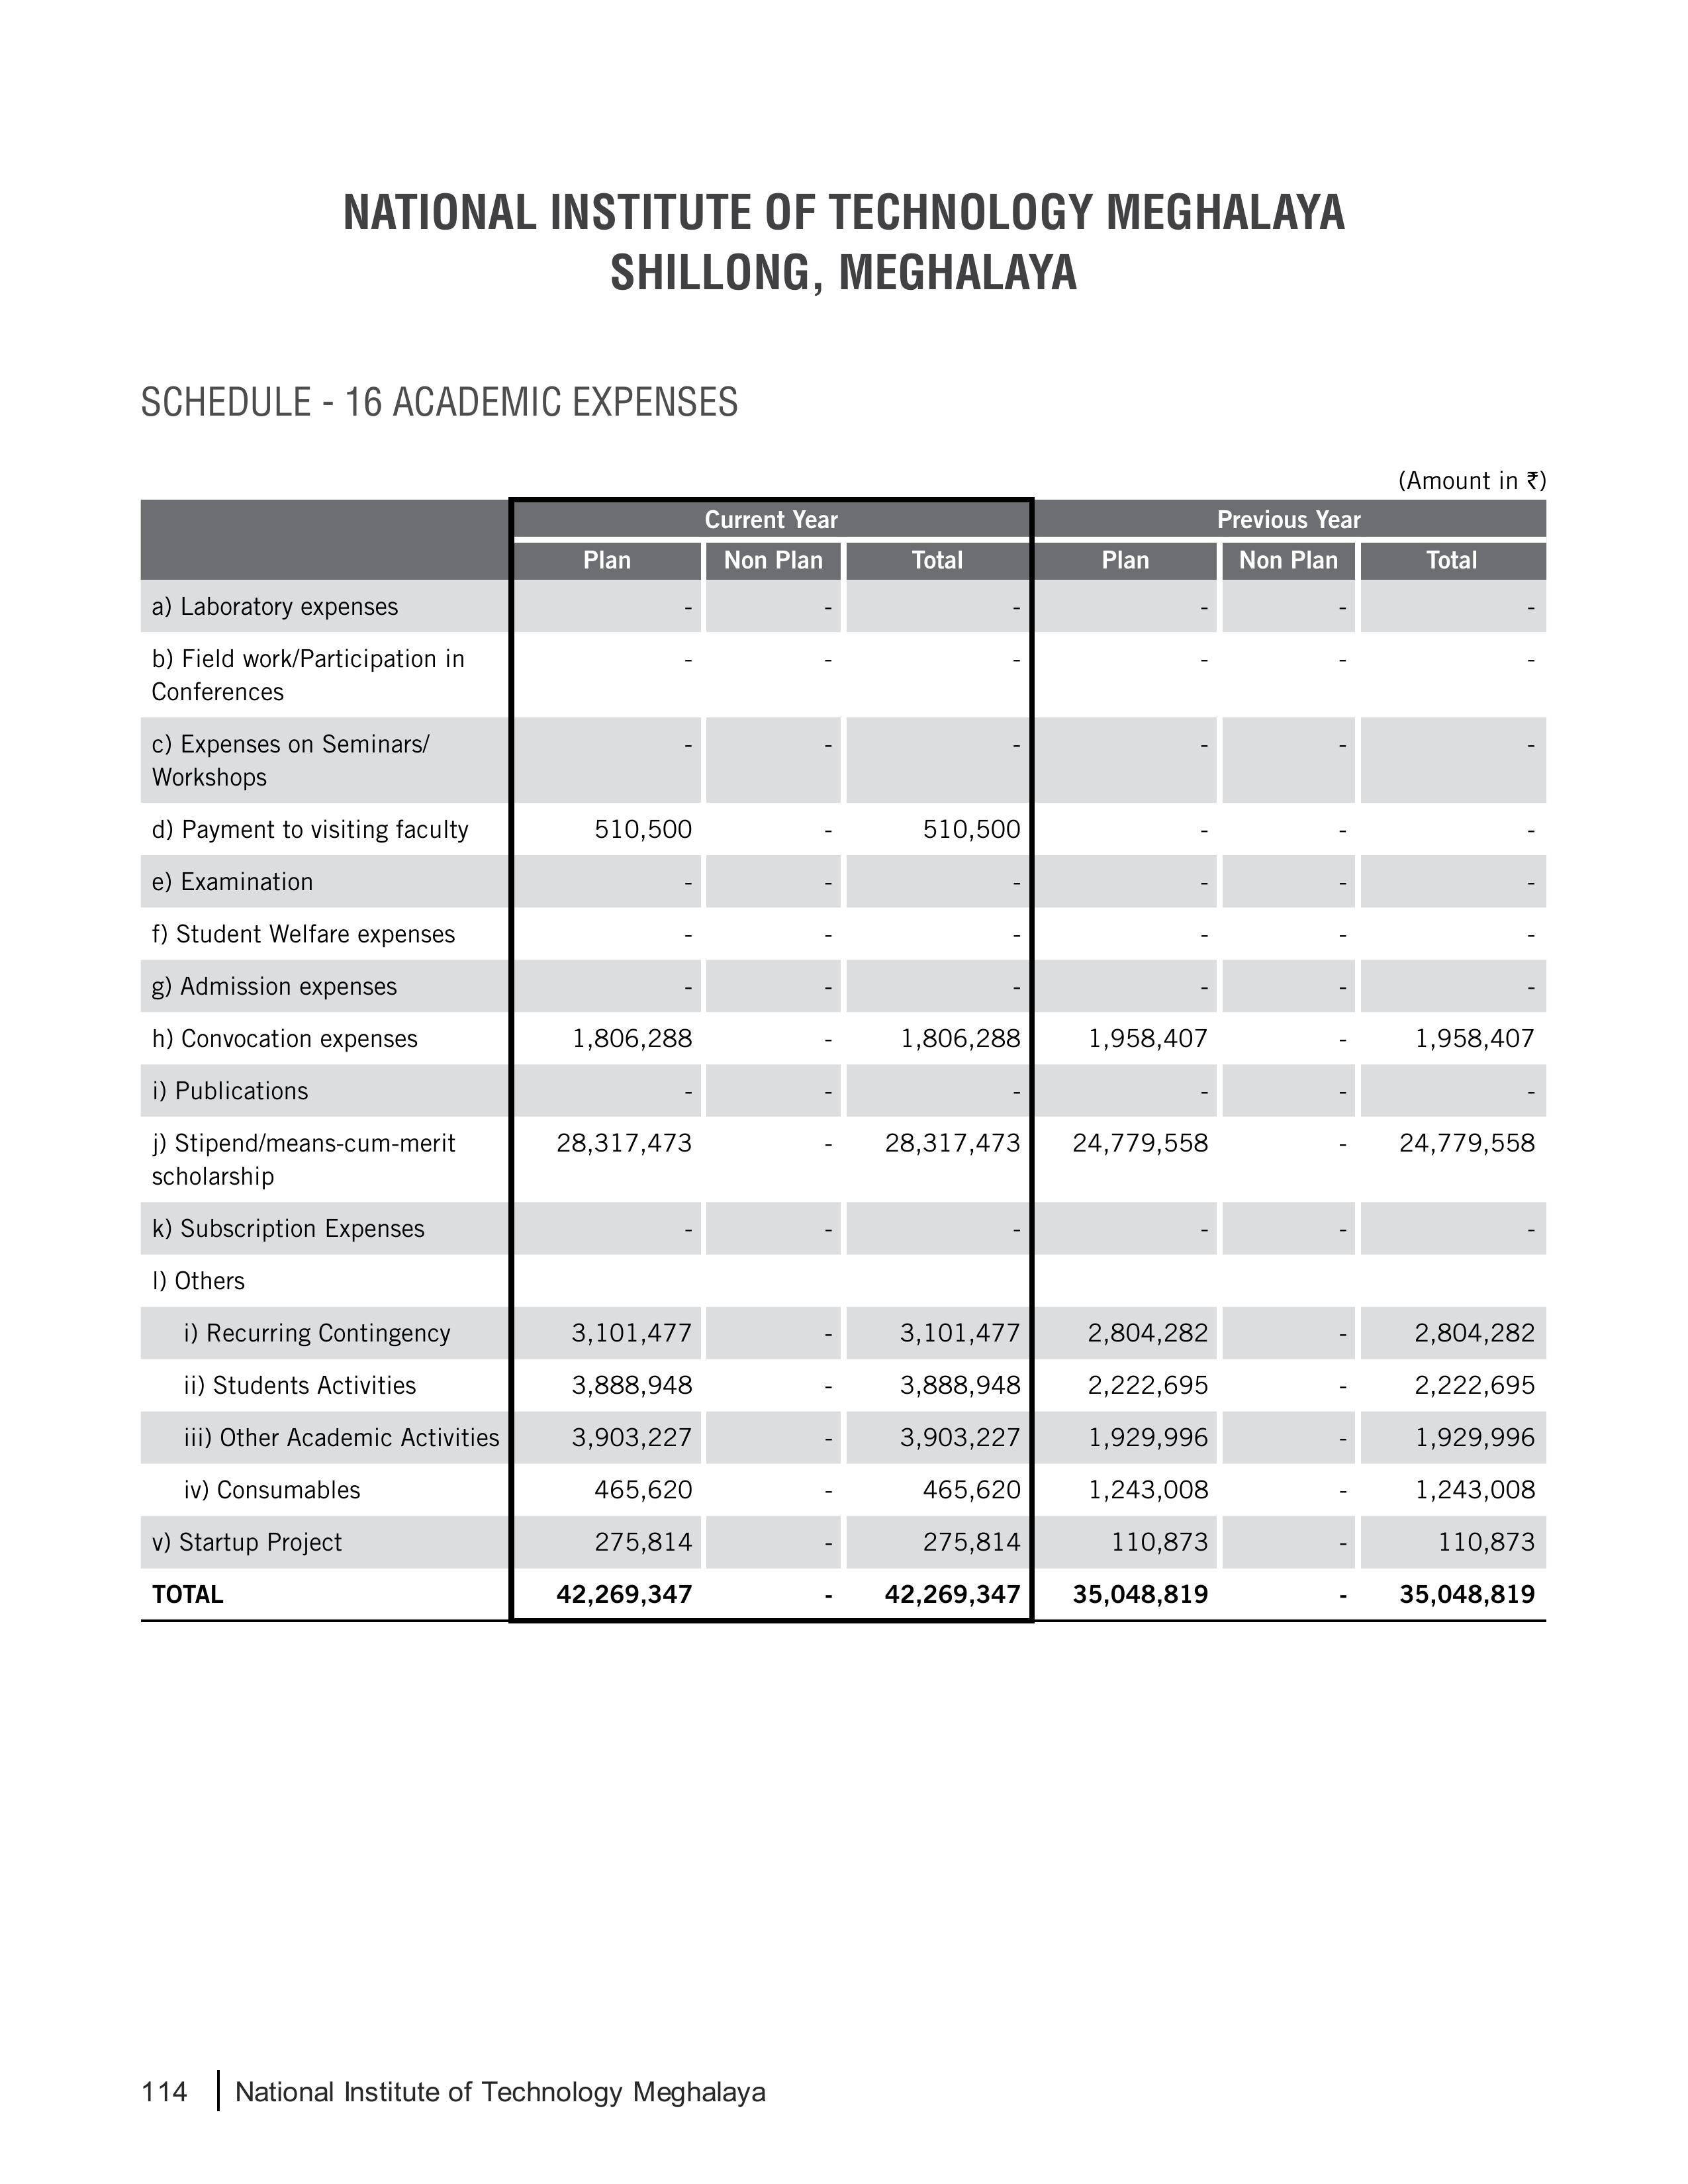 NATIONAL INSTITUTE OF TECHNOLOGY MEGHALAYA
SHILLONG, MEGHALAYA
SCHEDULE - 16 ACADEMIC EXPENSES
(Amount in ₹)
Current Year Previous Year
Plan Non Plan Total Plan Non Plan Total
a) Laboratory expenses - - - - - -
b) Field work/Participation in - - - - - -
Conferences
c) Expenses on Seminars/ - - - - - -
Workshops
d) Payment to visiting faculty 510,500 - 510,500 - - -
e) Examination - - - - - -
f) Student Welfare expenses - - - - - -
g) Admission expenses - - - - - -
h) Convocation expenses 1,806,288 - 1,806,288 1,958,407 - 1,958,407
i) Publications - - - - - -
j) Stipend/means-cum-merit 28,317,473 - 28,317,473 24,779,558 - 24,779,558
scholarship
k) Subscription Expenses - - - - - -
l) Others
i) Recurring Contingency 3,101,477 - 3,101,477 2,804,282 - 2,804,282
ii) Students Activities 3,888,948 - 3,888,948 2,222,695 - 2,222,695
iii) Other Academic Activities 3,903,227 - 3,903,227 1,929,996 - 1,929,996
iv) Consumables 465,620 - 465,620 1,243,008 - 1,243,008
v) Startup Project 275,814 - 275,814 110,873 - 110,873
TOTAL 42,269,347 - 42,269,347 35,048,819 - 35,048,819
114 National Institute of Technology Meghalaya